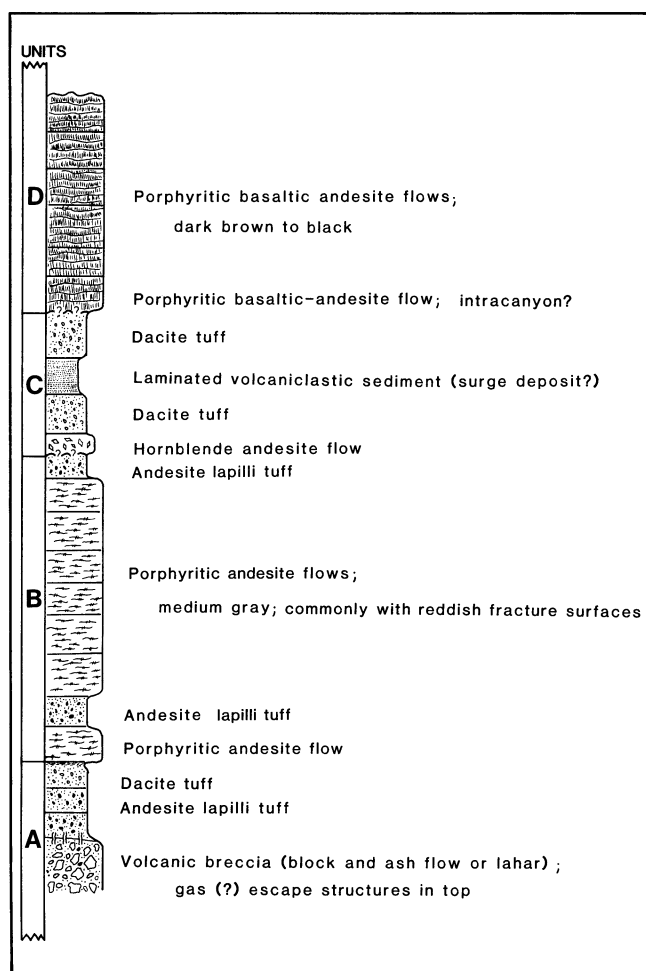 UNITS
D
Porphyritic basaltic andesite flows;
dark brown to black
Porphyritic basaltic-andesite flow; intracanyon?
Dacite tuff
C
Laminated volcaniclastic sediment (surge deposit?)
Dacite tuff
Hornblende andesite flow
Andesite lapilli tuff
B
Porphyritic andesite flows;
medium gray; commonly with reddish fracture surfaces
Andesite lapilli tuff
Porphyritic andesite flow
Dacite tuff
Andesite lapilli tuff
A
Volcanic breccia (block and ash flow or lahar);
gas (?) escape structures in top